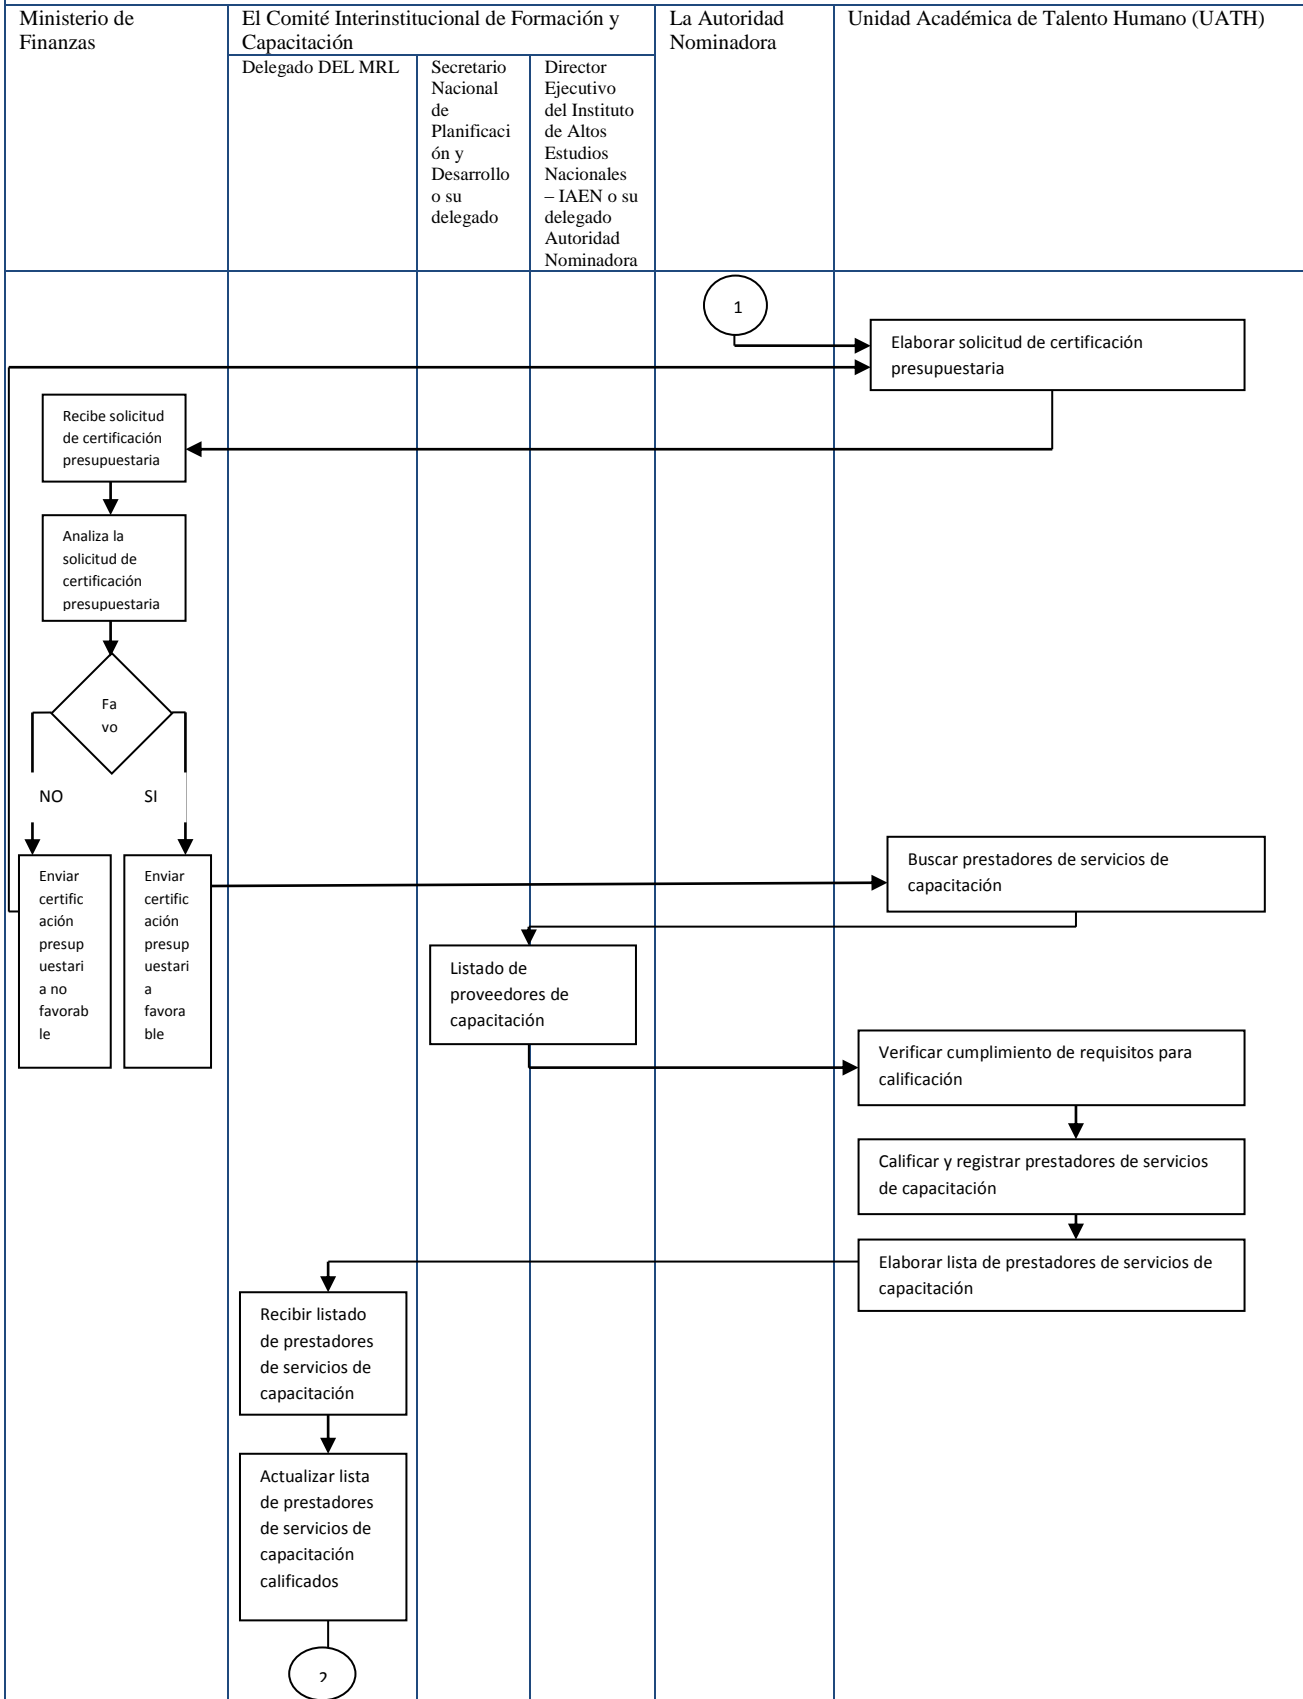 Ministerio de
Finanzas
El Comité Interinstitucional de Formación y
Capacitación
La Autoridad
Nominadora
Unidad Académica de Talento Humano (UATH)
Delegado DEL MRL
Secretario
Nacional
de
Planificaci
ón y
Desarrollo
o su
delegado
Director
Ejecutivo
del Instituto
de Altos
Estudios
Nacionales
– IAEN o su
delegado
Autoridad
Nominadora
1
Elaborar solicitud de certificación
presupuestaria
Recibe solicitud
de certificación
presupuestaria
Analiza la
solicitud de
certificación
presupuestaria
Fa
vo
NO
SI
Enviar
certific
ación
presup
uestari
a no
favorab
le
Enviar
certific
ación
presup
uestari
a
favora
ble
Buscar prestadores de servicios de
capacitación
Listado de
proveedores de
capacitación
Verificar cumplimiento de requisitos para
calificación
Calificar y registrar prestadores de servicios
de capacitación
Elaborar lista de prestadores de servicios de
capacitación
Recibir listado
de prestadores
de servicios de
capacitación
Actualizar lista
de prestadores
de servicios de
capacitación
calificados
2